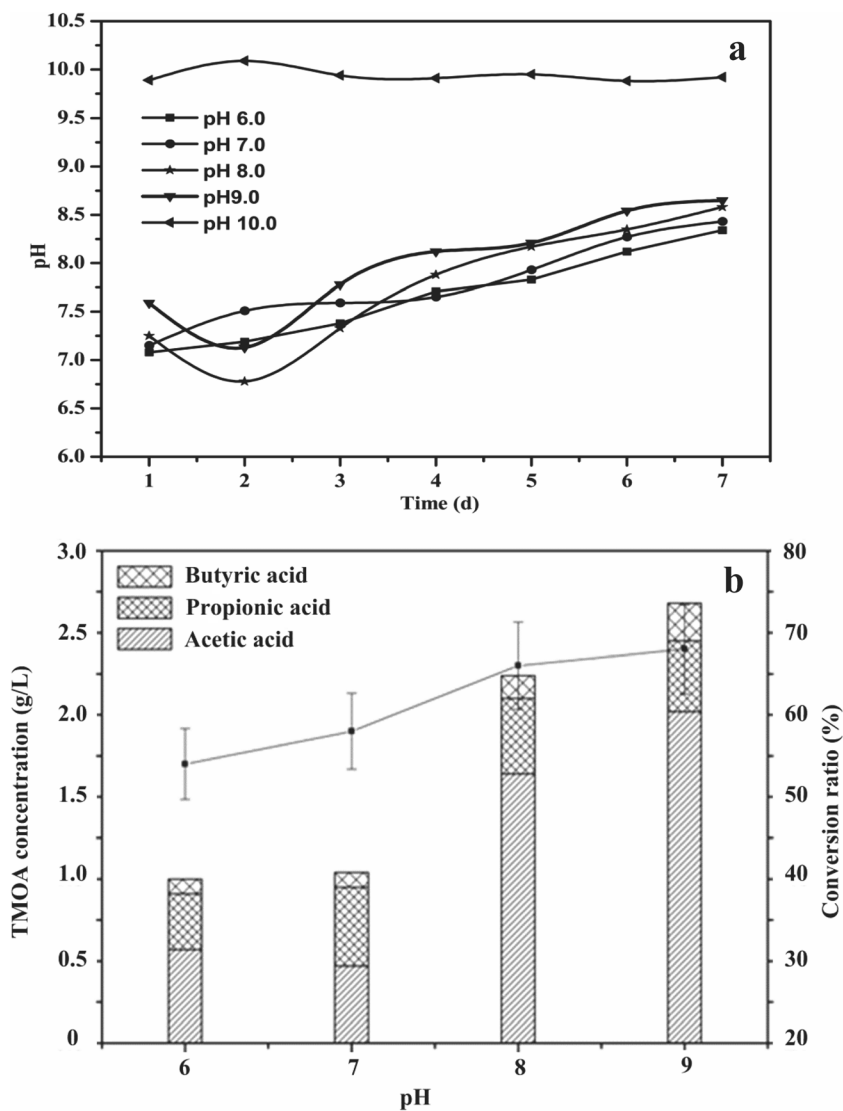 a
10.5
10.0
9.5
9.0
8.5
8.0
7.5
7.0
6.5
6.0
pH
pH 6.0
pH 7.0
pH 8.0
pH9.0
pH 10.0
1 2 3 4 5 6 7
Time (d)
b
3.0
2.5
2.0
1.5
1.0
0.5
0
TMOA concentration (g/L)
Butyric acid
Propionic acid
Acetic acid
80
70
60
50
40
30
20
Conversion ratio (%)
6 7 8 9
pH